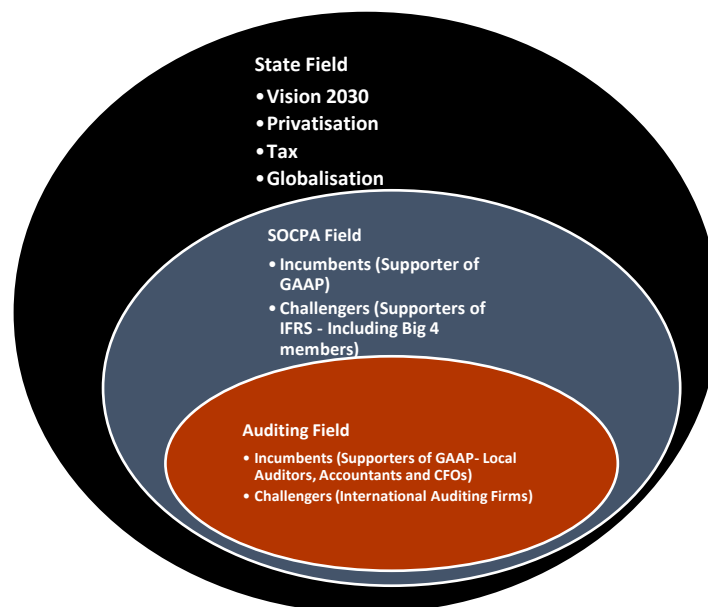 State Field
•Vision 2030
•Privatisation
•Tax
•Globalisation
SOCPA Field
• Incumbents (Supporter of
GAAP)
• Challengers (Supporters of
IFRS - Including Big 4
members)
Auditing Field
• Incumbents (Supporters of GAAP- Local
Auditors, Accountants and CFOs)
• Challengers (International Auditing Firms)